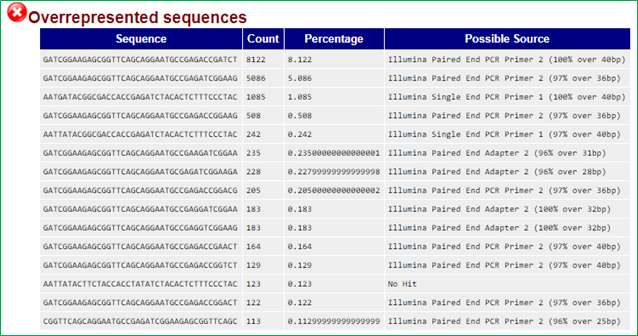 Overrepresented sequences
Sequence Count Percentage Possible Source
GATCGGAAGAGCGGTTCAGCAGGAATGCCGAGACCGATCT 8122 8.122 Illumina Paired End PCR Primer 2 (100% over 40bp)
GATCGGAAGAGCGGTTCAGCAGGAATGCCGAGATCGGAAG 5086 5.086 Illumina Paired End PCR Primer 2 (97% over 36bp)
AATGATACGGCGACCACCGAGATCTACACTCTTTCCCTAC 1085 1.085 Illumina Single End PCR Primer 1 (100% over 40bp)
GATCGGAAGAGCGGTTCAGCAGGAATGCCGAGACCGGAAG 508 0.508 Illumina Paired End PCR Primer 2 (97% over 36bp)
AATTATACGGCGACCACCGAGATCTACACTCTTTCCCTAC 242 0.242 Illumina Single End PCR Primer 1 (97% over 40bp)
GATCGGAAGAGCGGTTCAGCAGGAATGCCGAAGATCGGAA 235 0.23500000000000001 Illumina Paired End Adapter 2 (96% over 31bp)
GATCGGAAGAGCGGTTCAGCAGGAATGCGAGATCGGAAGA 228 0.22799999999999998 Illumina Paired End Adapter 2 (96% over 28bp)
GATCGGAAGAGCGGTTCAGCAGGAATGCCGAGACCGGACG 205 0.20500000000000002 Illumina Paired End PCR Primer 2 (97% over 36bp)
GATCGGAAGAGCGGTTCAGCAGGAATGCCGAGGATCGGAA 183 0.183 Illumina Paired End Adapter 2 (100% over 32bp)
GATCGGAAGAGCGGTTCAGCAGGAATGCCGAGGTCGGAAG 183 0.183 Illumina Paired End Adapter 2 (100% over 32bp)
GATCGGAAGAGCGGTTCAGCAGGAATGCCGAGACCGAACT 164 0.164 Illumina Paired End PCR Primer 2 (97% over 40bp)
GATCGGAAGAGCGGTTCAGCAGGAATGCCGAGACCGGTCT 129 0.129 Illumina Paired End PCR Primer 2 (97% over 40bp)
AATTATACTTCTACCACCTATATCTACACTCTTTCCCTAC 123 0.123 No Hit
GATCGGAAGAGCGGTTCAGCAGGAATGCCGAGACCGGACT 122 0.122 Illumina Paired End PCR Primer 2 (97% over 36bp)
CGGTTCAGCAGGAATGCCGAGATCGGAAGAGCGGTTCAGC 113 0.11299999999999999 Illumina Paired End PCR Primer 2 (96% over 25bp)